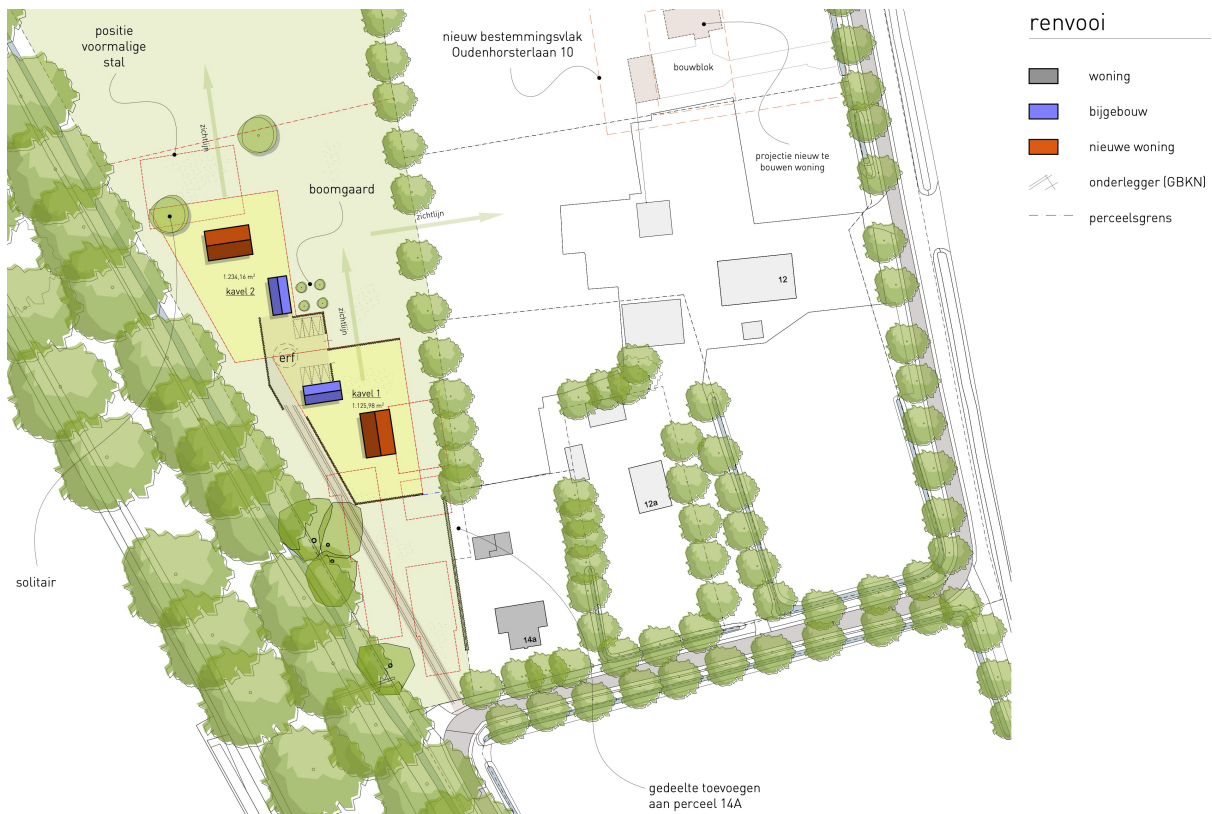 renvooi
woning
bijgebouw
nieuwe woning
onderlegger (GBKN)
perceelsgrens
positie
voormalige
stal
nieuw bestemmingsvlak
Oudenhorsterlaan 10
bouwblok
projectie nieuw te
bouwen woning
zichtlijn
boomgaard
zichtlijn
12
1.234,16 m²
kavel 2
zichtlijn
erf
kavel 1
1.125,98 m²
12a
solitair
14a
gedeelte toevoegen
aan perceel 14A